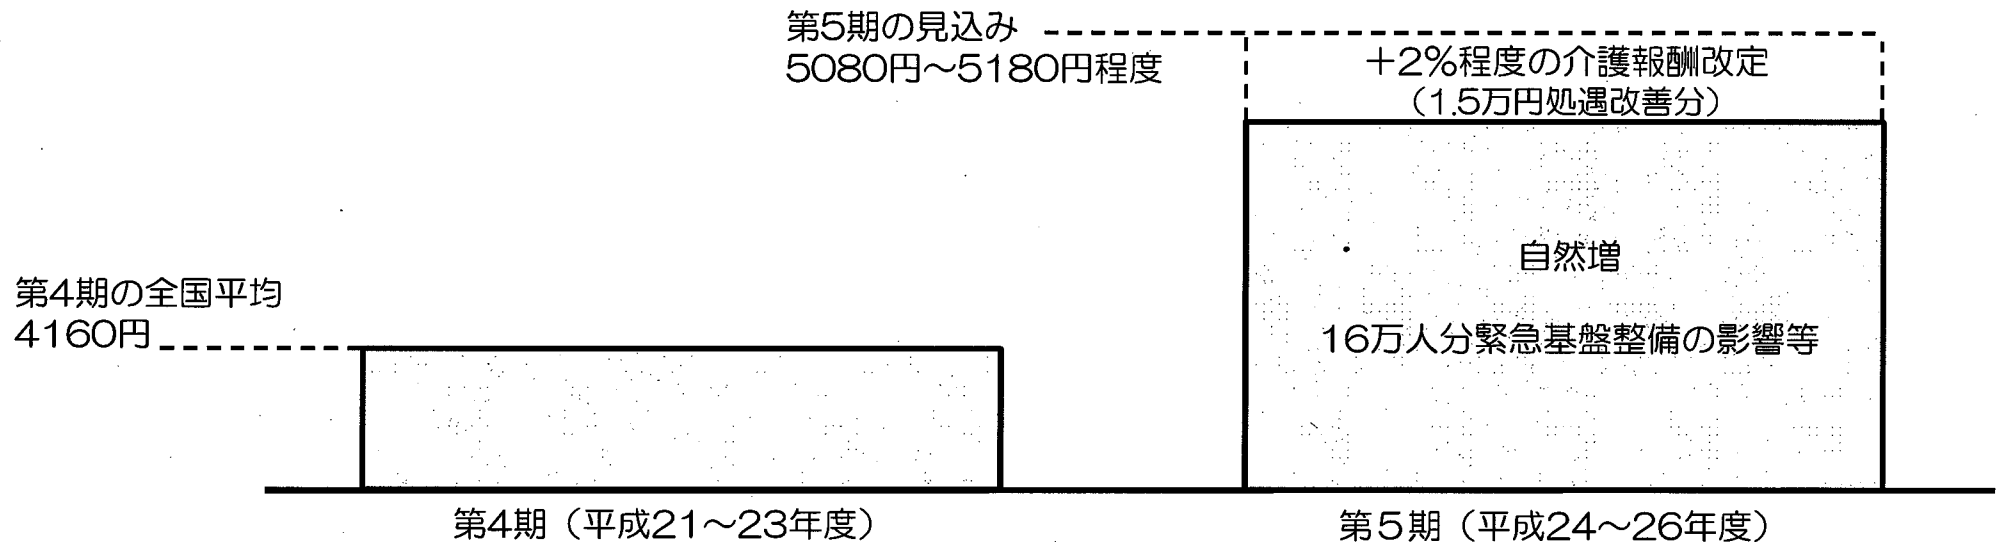 第5期の見込み
5080円～5180円程度
＋2％程度の介護報酬改定
（1.5万円処遇改善分）
自然増
16万人分緊急基盤整備の影響等
第4期の全国平均
4160円
第4期（平成21～23年度）
第5期（平成24～26年度）